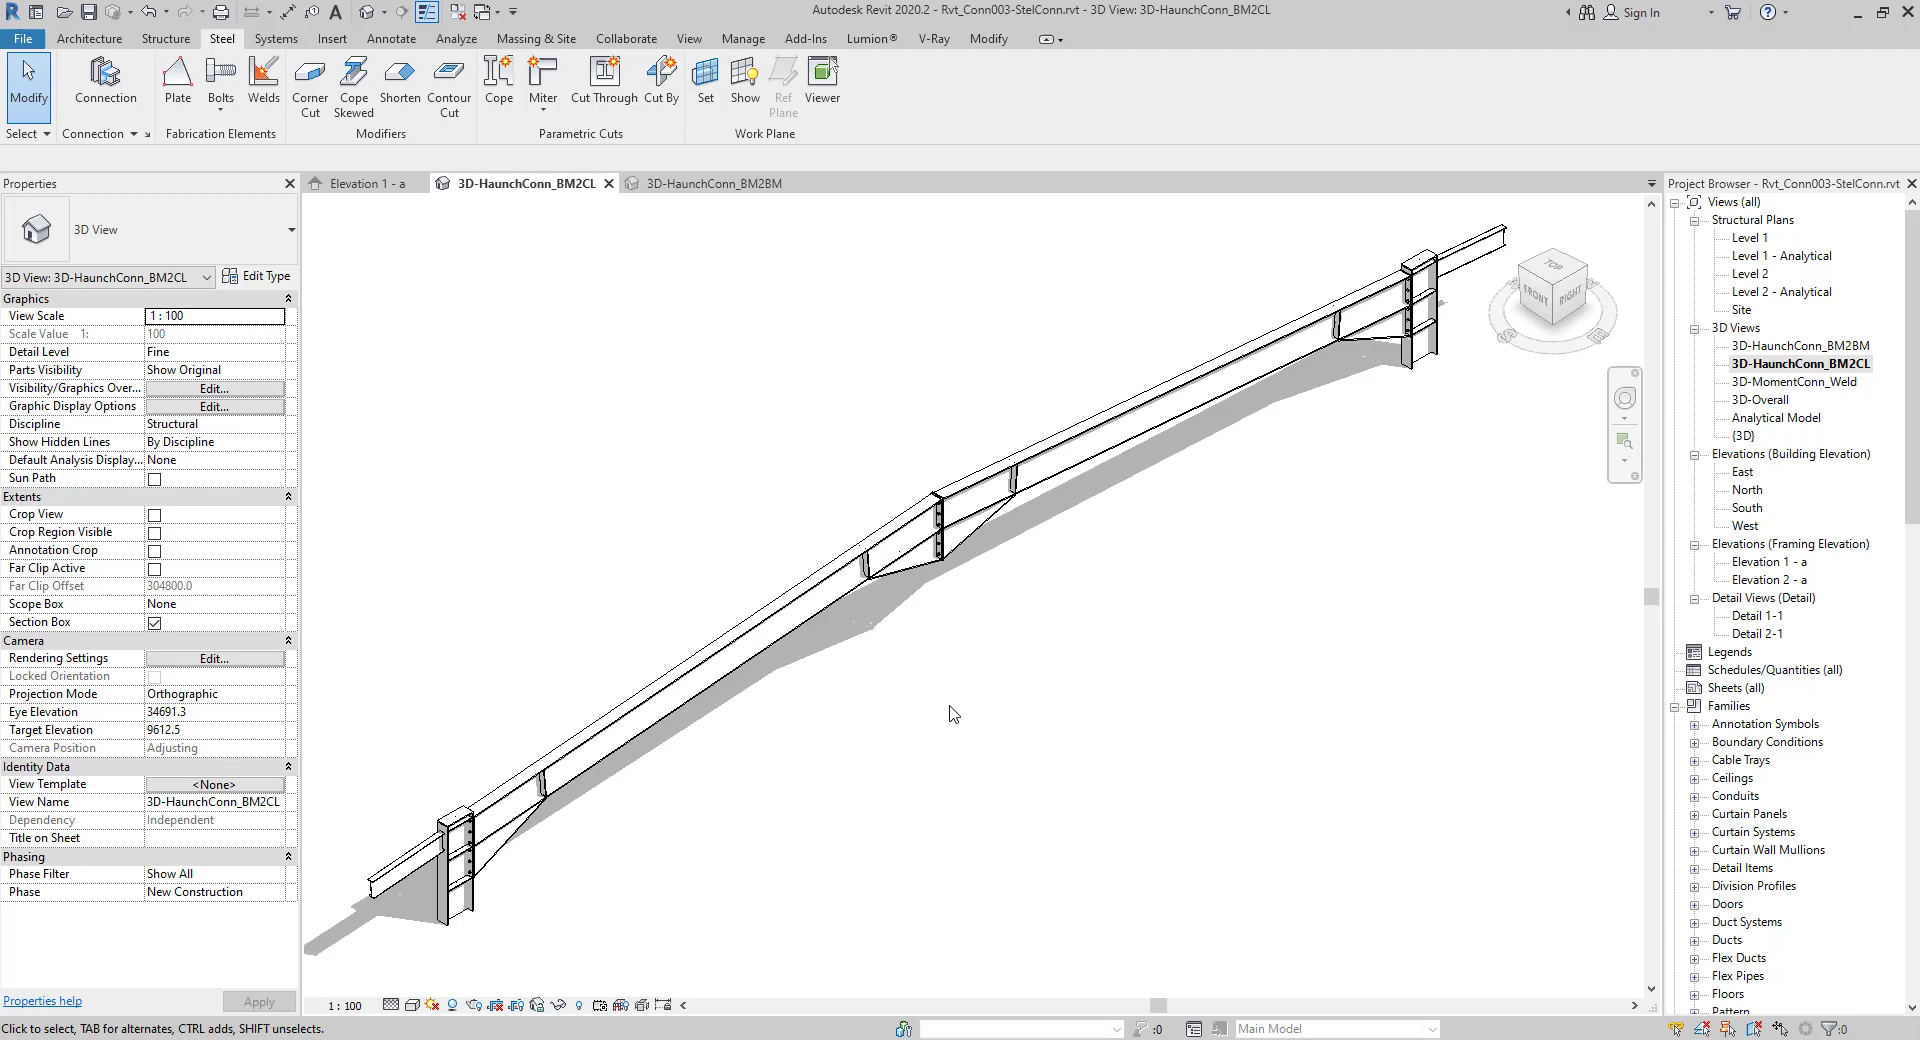 Autodesk Revit 2020.2 - Rvt_Conn003-StelConn.rvt - 3D View: 3D-HaunchConn_BM2CL
Sign In
File Architecture Structure Steel Systems Insert Annotate Analyze Massing & Site Collaborate View Manage Add-Ins Lumion® V-Ray Modify
Modify Connection Plate Bolts Welds Corner Cut Cope Skewed Shorten Contour Cut Cope Miter Cut Through Cut By Set Show Ref Plane Viewer
Select Connection Fabrication Elements Modifiers Parametric Cuts Work Plane
Properties
3D View
3D View: 3D-HaunchConn_BM2CL Edit Type
Graphics
View Scale 1 : 100
Scale Value 1: 100
Detail Level Fine
Parts Visibility Show Original
Visibility/Graphics Over... Edit...
Graphic Display Options Edit...
Discipline Structural
Show Hidden Lines By Discipline
Default Analysis Display... None
Sun Path
Extents
Crop View
Crop Region Visible
Annotation Crop
Far Clip Active
Far Clip Offset 304800.0
Scope Box None
Section Box
Camera
Rendering Settings Edit...
Locked Orientation
Projection Mode Orthographic
Eye Elevation 34691.3
Target Elevation 9612.5
Camera Position Adjusting
Identity Data
View Template <None>
View Name 3D-HaunchConn_BM2CL
Dependency Independent
Title on Sheet
Phasing
Phase Filter Show All
Phase New Construction
Properties help Apply
Elevation 1 - a 3D-HaunchConn_BM2CL 3D-HaunchConn_BM2BM
TOP
FRONT RIGHT
1 : 100
Project Browser - Rvt_Conn003-StelConn.rvt
Views (all)
Structural Plans
Level 1
Level 1 - Analytical
Level 2
Level 2 - Analytical
Site
3D Views
3D-HaunchConn_BM2BM
3D-HaunchConn_BM2CL
3D-MomentConn_Weld
3D-Overall
Analytical Model
{3D}
Elevations (Building Elevation)
East
North
South
West
Elevations (Framing Elevation)
Elevation 1 - a
Elevation 2 - a
Detail Views (Detail)
Detail 1-1
Detail 2-1
Legends
Schedules/Quantities (all)
Sheets (all)
Families
Annotation Symbols
Boundary Conditions
Cable Trays
Ceilings
Conduits
Curtain Panels
Curtain Systems
Curtain Wall Mullions
Detail Items
Division Profiles
Doors
Duct Systems
Ducts
Flex Ducts
Flex Pipes
Floors
Pattern
Click to select, TAB for alternates, CTRL adds, SHIFT unselects. :0 Main Model :0